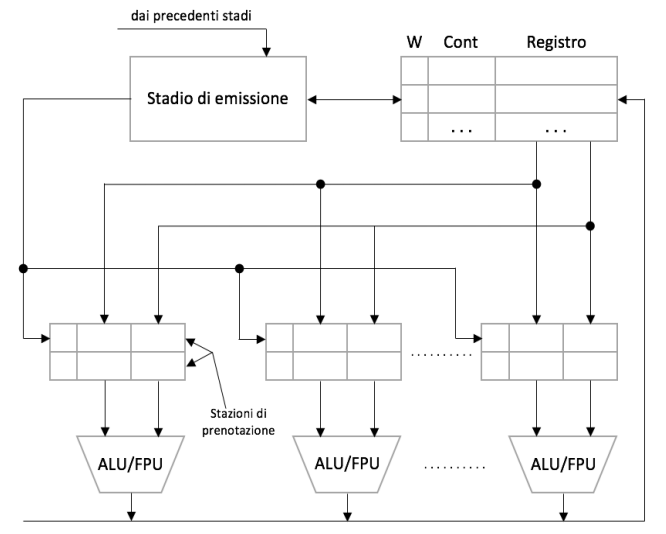 dai precedenti stadi
W Cont Registro
Stadio di emissione
... ...
..........
Stazioni di
prenotazione
ALU/FPU ALU/FPU .......... ALU/FPU